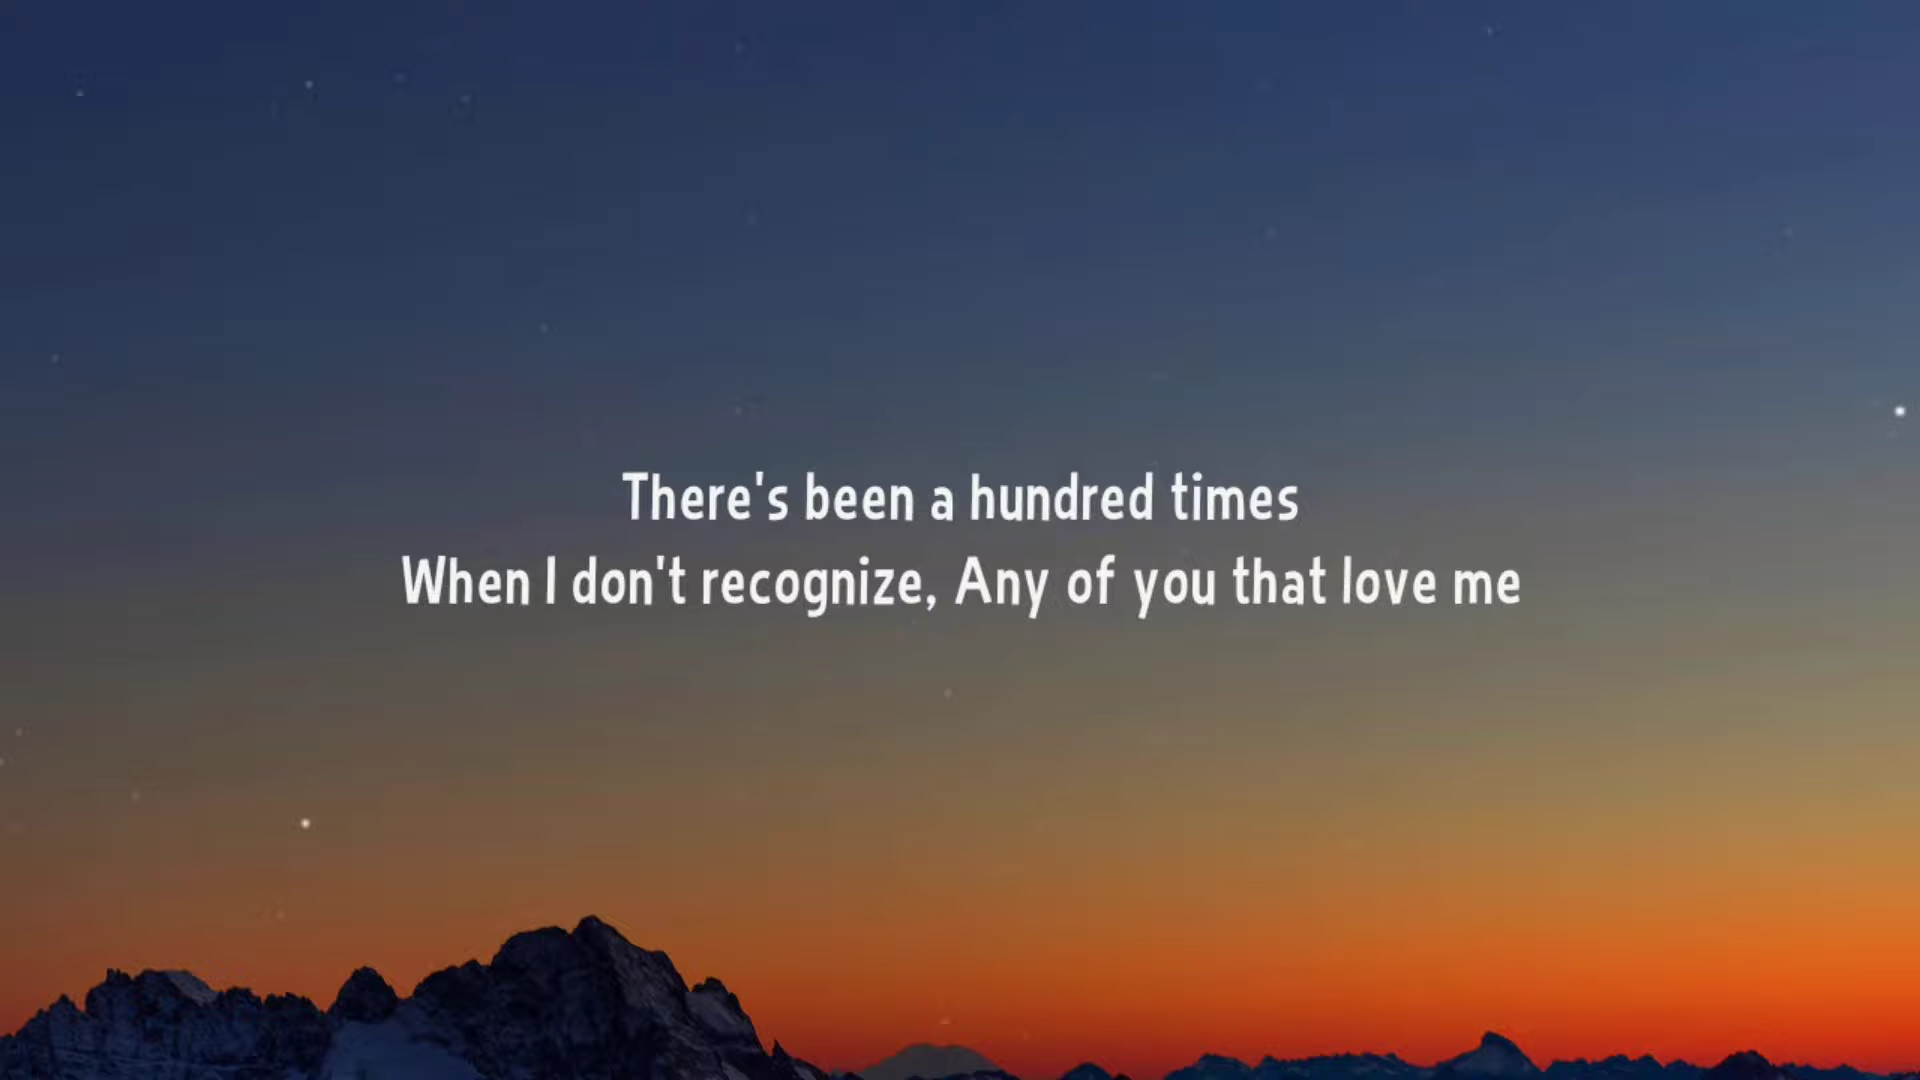 There's been a hundred times
When I don't recognize, Any of you that love me